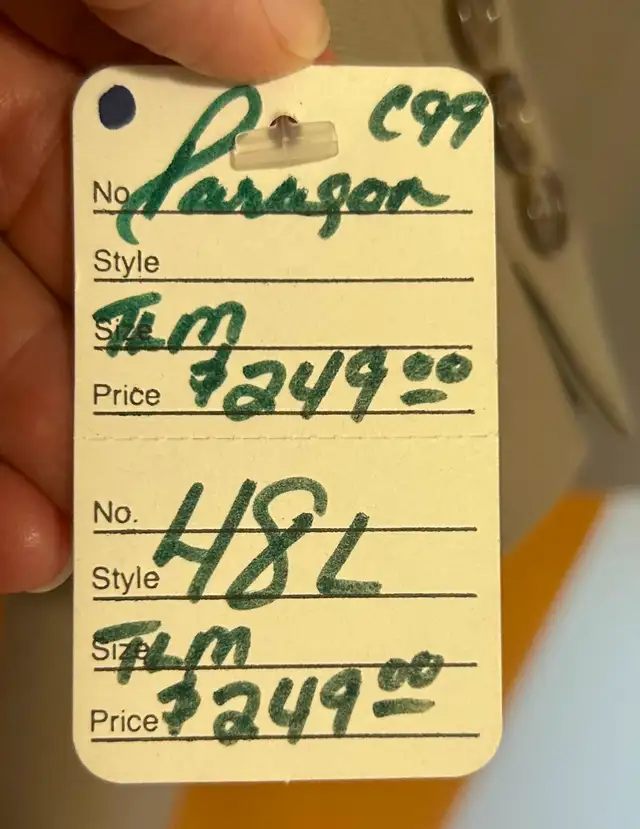 C99
No. Paragon
Style
Size TLM
Price $249.00
No.
48L
Style
Size TLM
Price $249.00